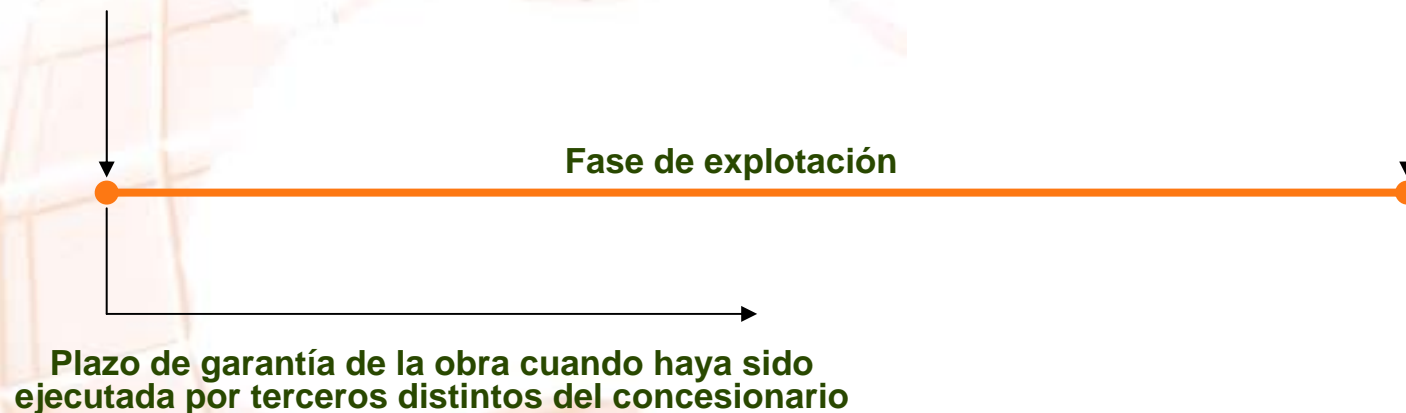 Fase de explotación
Plazo de garantía de la obra cuando haya sido
ejecutada por terceros distintos del concesionario